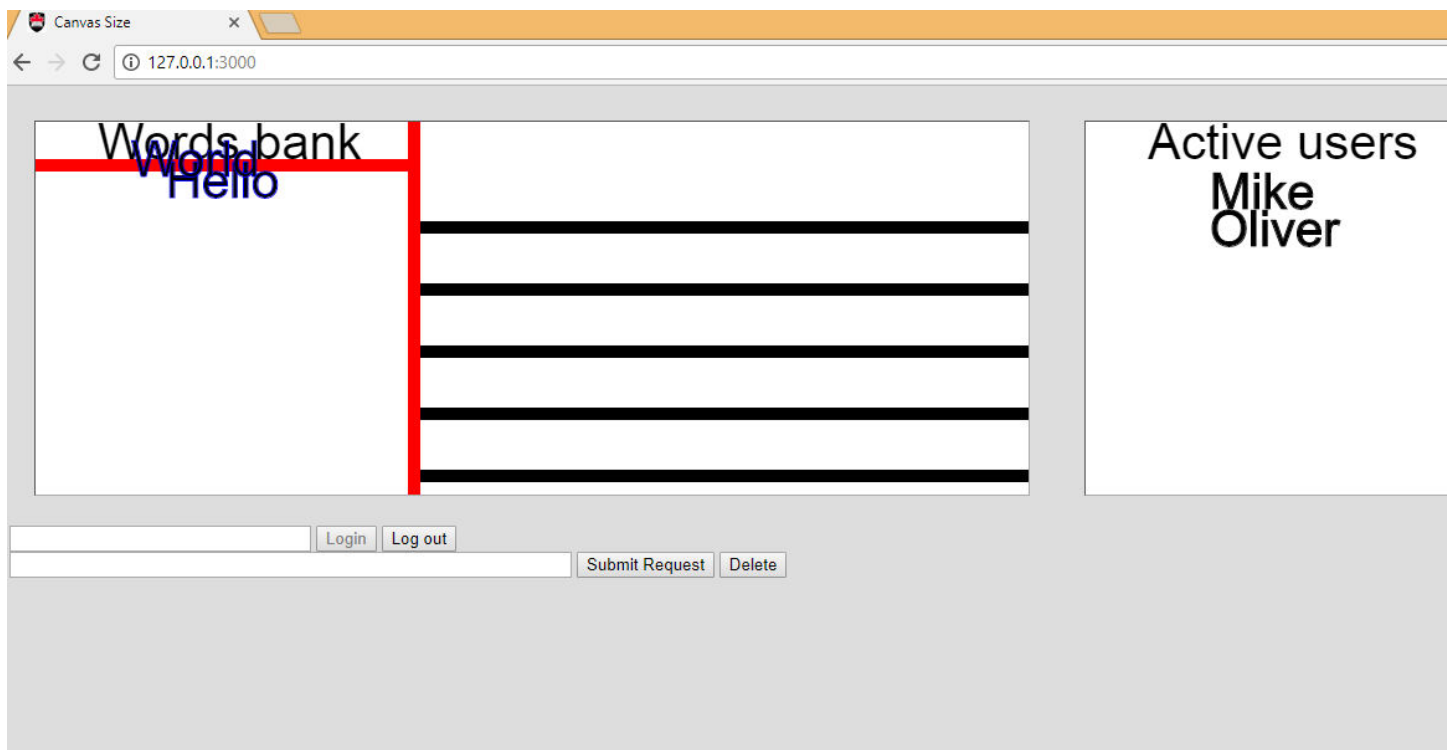 Canvas Size
127.0.0.1:3000
Words bank
World
Hello
Active users
Mike
Oliver
Login Log out
Submit Request Delete